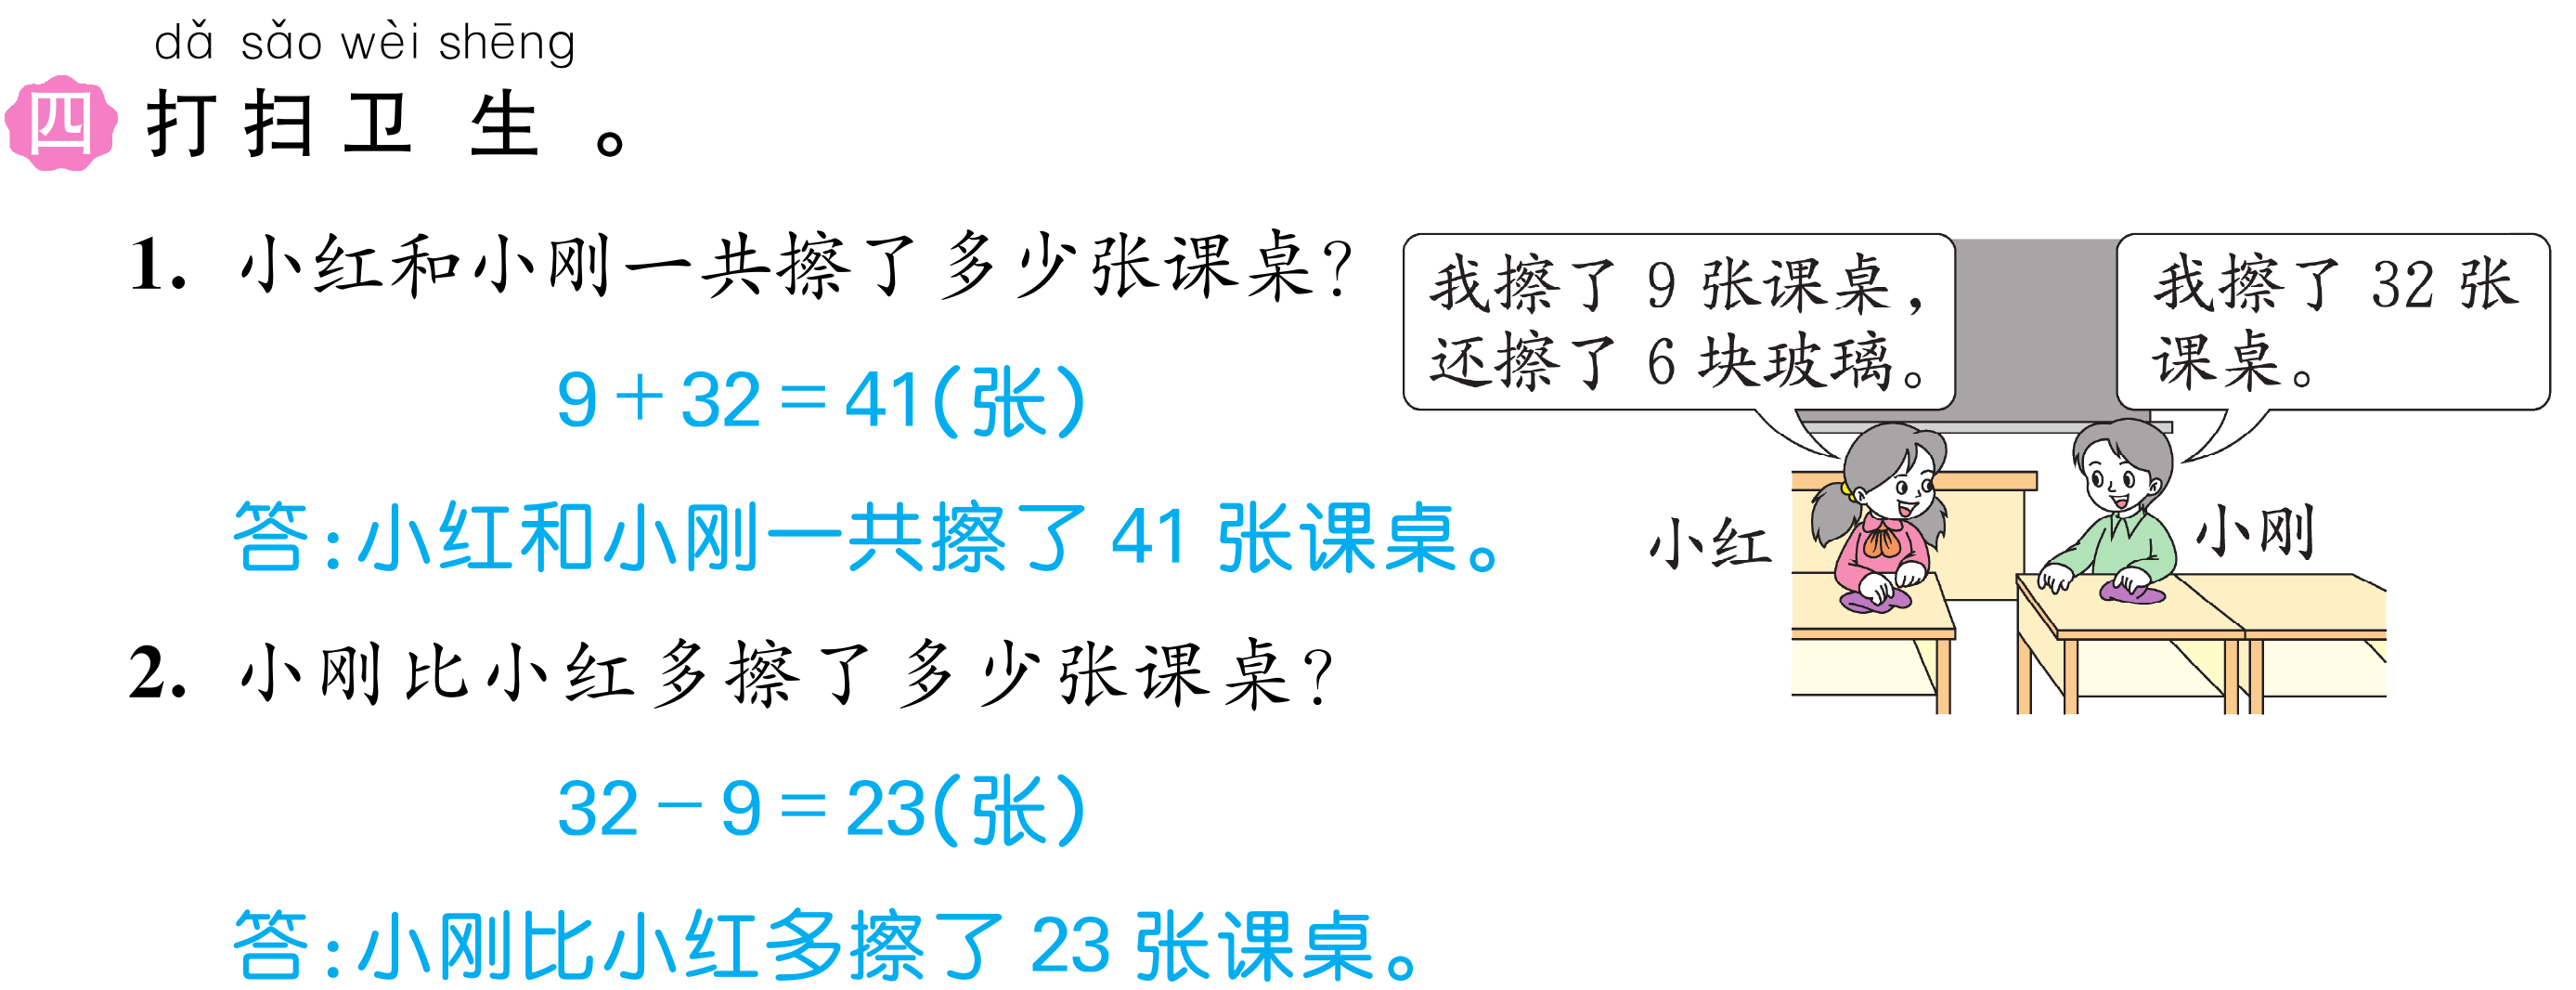 dǎ sǎo wèi shēng
四 打扫卫生。
1. 小红和小刚一共擦了多少张课桌?
9+32=41(张)
答:小红和小刚一共擦了 41 张课桌。
我擦了 9 张课桌,
还擦了 6 块玻璃。
我擦了 32 张
课桌。
小红
小刚
2. 小刚比小红多擦了多少张课桌?
32-9=23(张)
答:小刚比小红多擦了 23 张课桌。